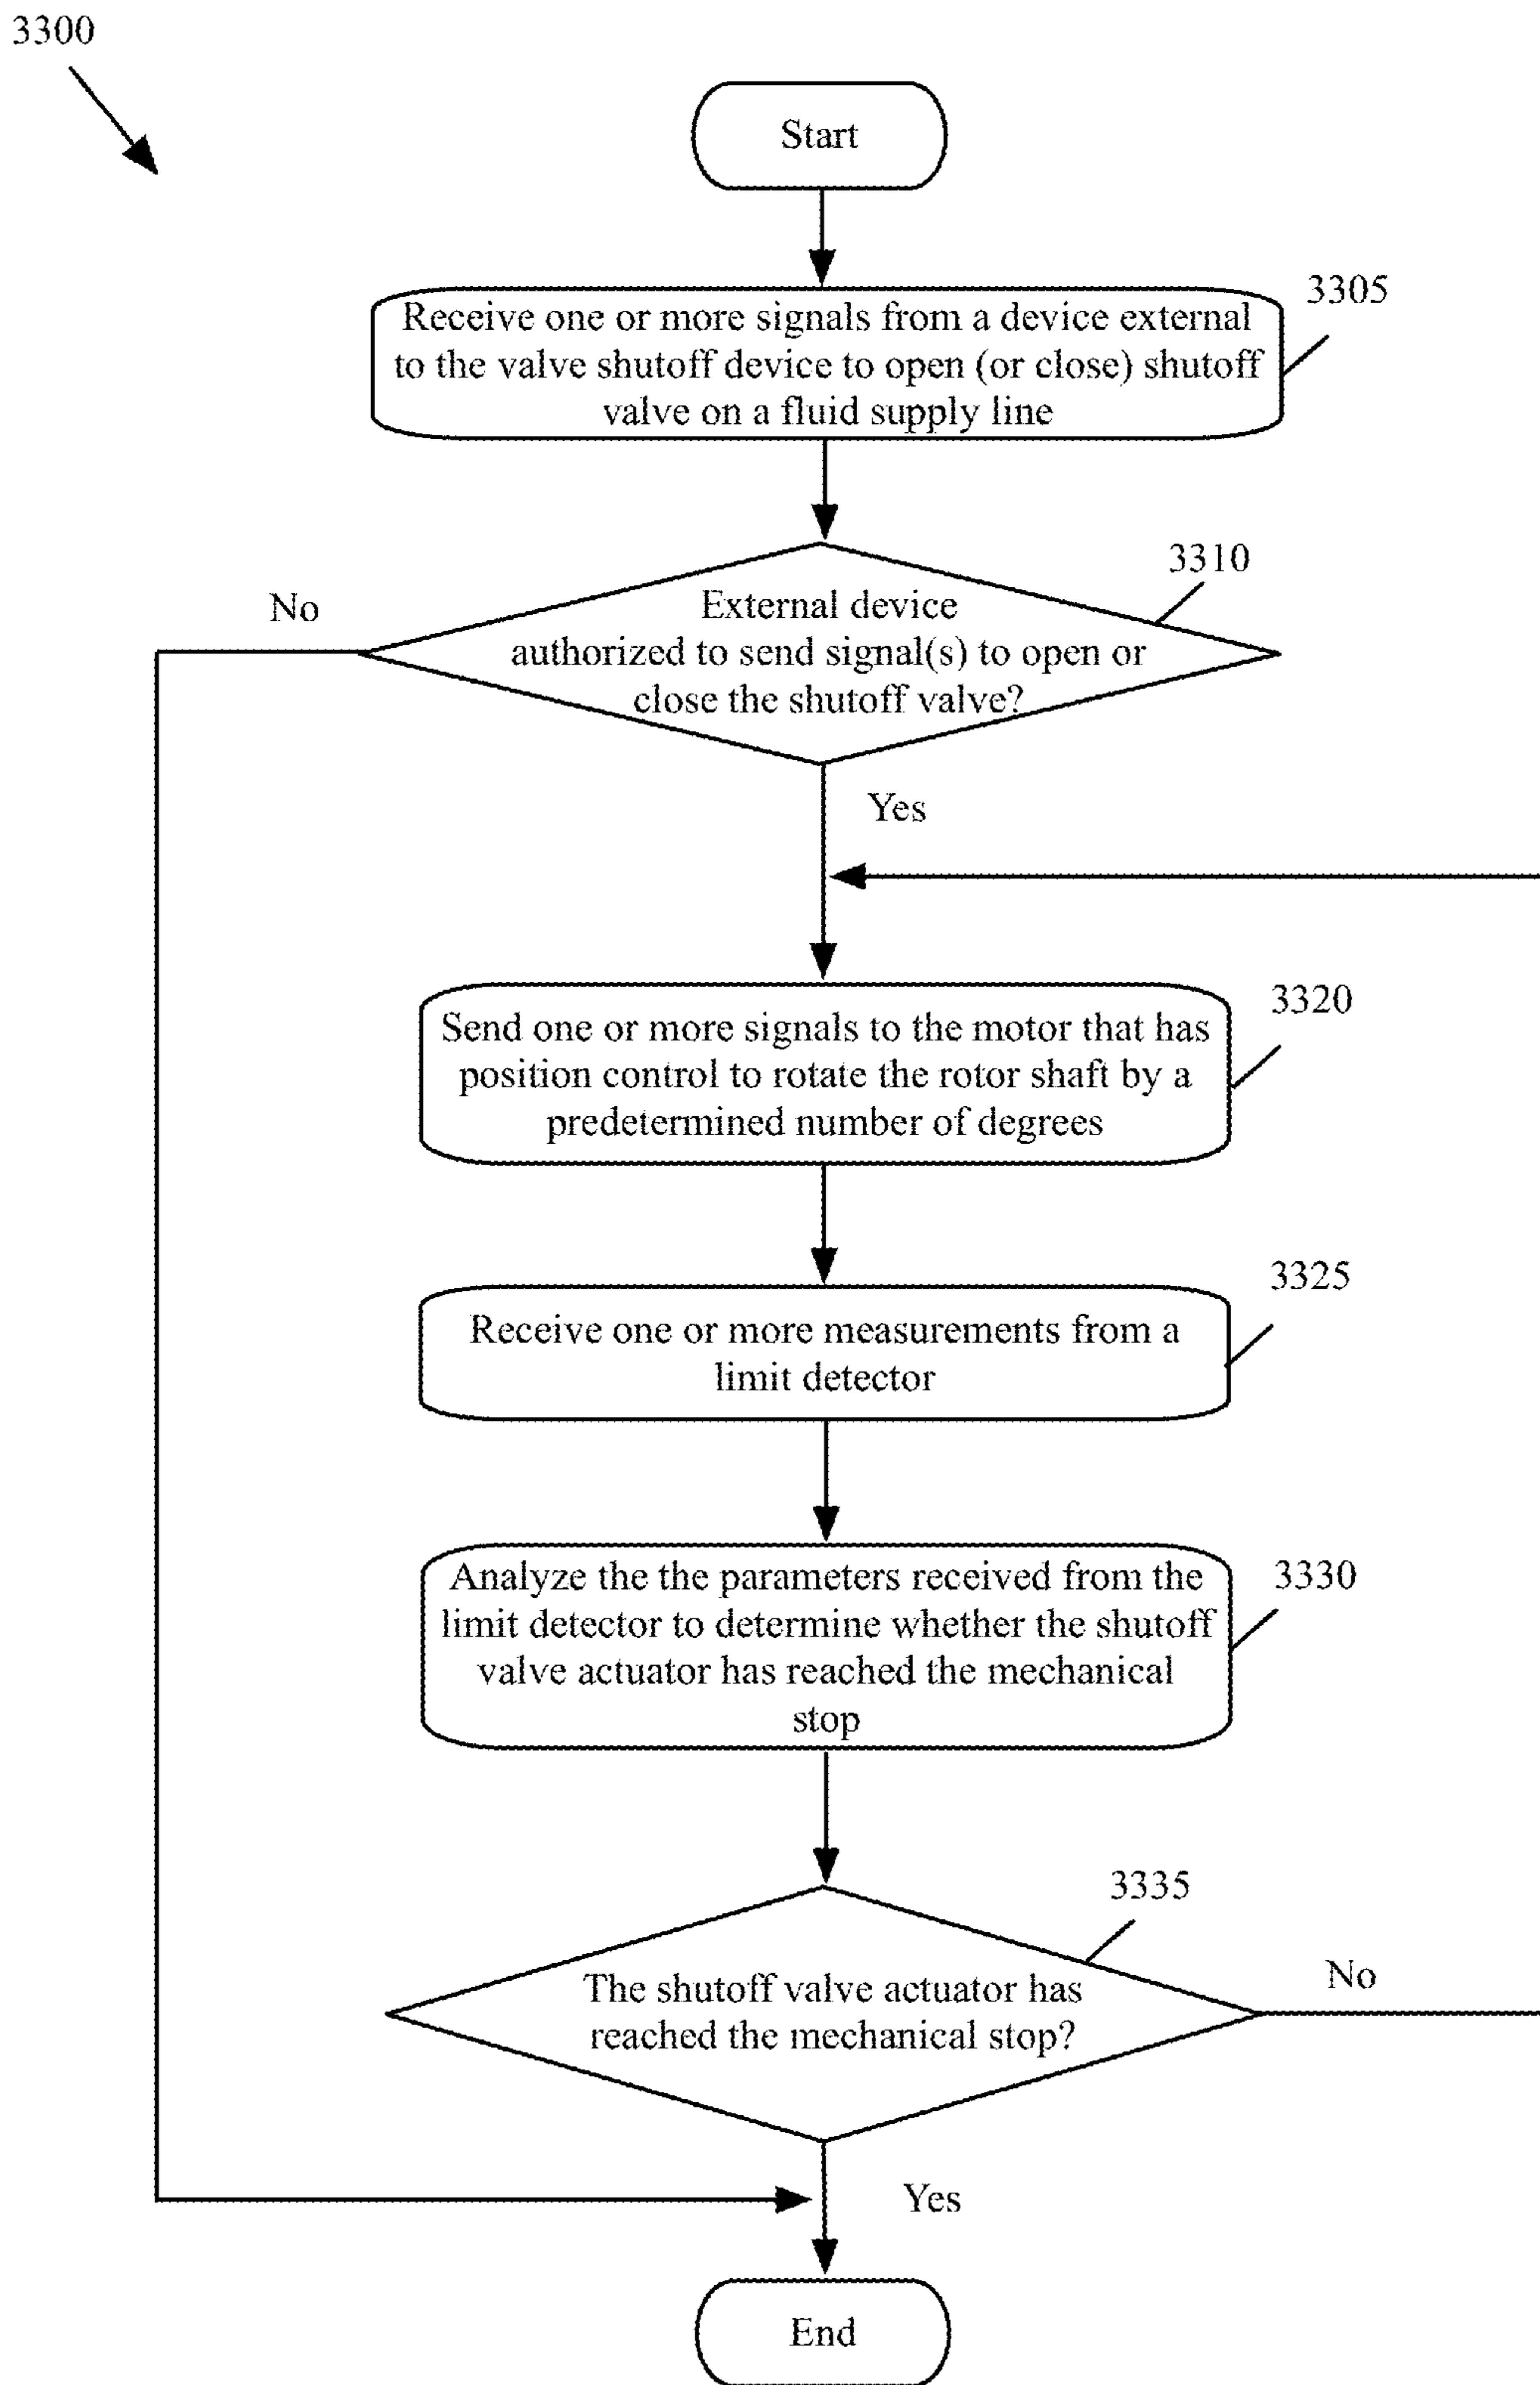 3300
Start
3305
Receive one or more signals from a device external
to the valve shutoff device to open (or close) shutoff
valve on a fluid supply line
3310
No
External device
authorized to send signal(s) to open or
close the shutoff valve?
Yes
3320
Send one or more signals to the motor that has
position control to rotate the rotor shaft by a
predetermined number of degrees
3325
Receive one or more measurements from a
limit detector
3330
Analyze the the parameters received from the
limit detector to determine whether the shutoff
valve actuator has reached the mechanical
stop
3335
The shutoff valve actuator has
reached the mechanical stop?
No
Yes
End